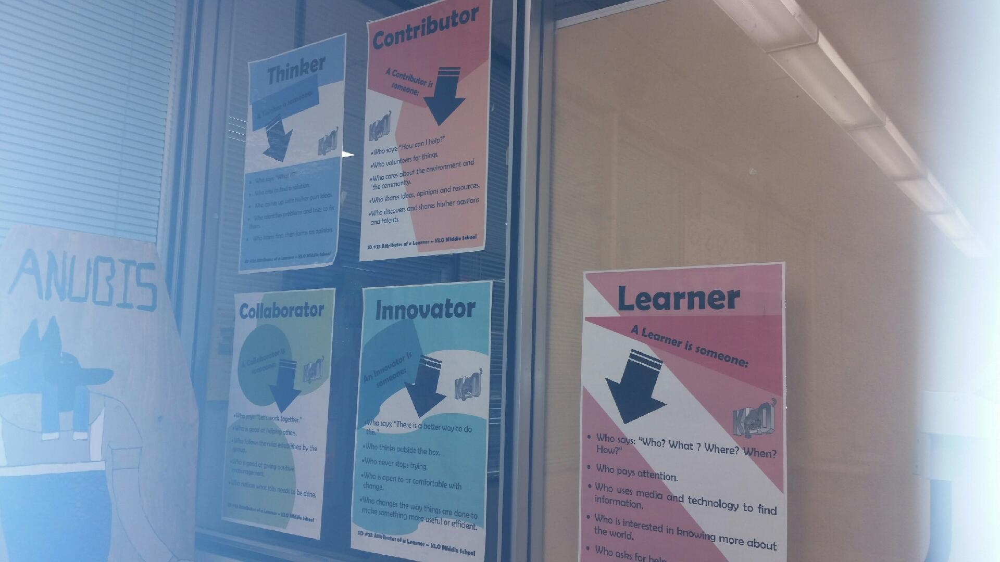 Thinker
A Thinker is someone:
KLO
Who says: "What if?"
Who tries to find a solution.
Who comes up with his/her own ideas.
Who identifies problems and tries to fix
them.
Who listens first, then forms an opinion.
SD #23 Attributes of a Learner – KLO Middle School
Contributor
A Contributor is
someone:
KLO
•Who says: "How can I help?"
•Who volunteers for things.
•Who cares about the environment and
the community.
•Who shares ideas, opinions and resources.
•Who discovers and shares his/her passions
and talents.
SD #23 Attributes of a Learner – KLO Middle School
ANUBIS
Collaborator
A Collaborator is
someone:
KLO
•Who says: "Let's work together."
•Who is good at helping others.
•Who follows the rules established by the
group.
•Who is good at giving positive
encouragement.
•Who notices what jobs needs to be done.
SD #23 Attributes of a Learner – KLO Middle School
Innovator
An Innovator is
someone:
KLO
•Who says: "There is a better way to do
this."
•Who thinks outside the box.
•Who never stops trying.
•Who is open to or comfortable with
change.
•Who changes the way things are done to
make something more useful or efficient.
SD #23 Attributes of a Learner – KLO Middle School
Learner
A Learner is someone:
KLO
• Who says: "Who? What ? Where? When?
How?"
• Who pays attention.
• Who uses media and technology to find
information.
• Who is interested in knowing more about
the world.
• Who asks for help